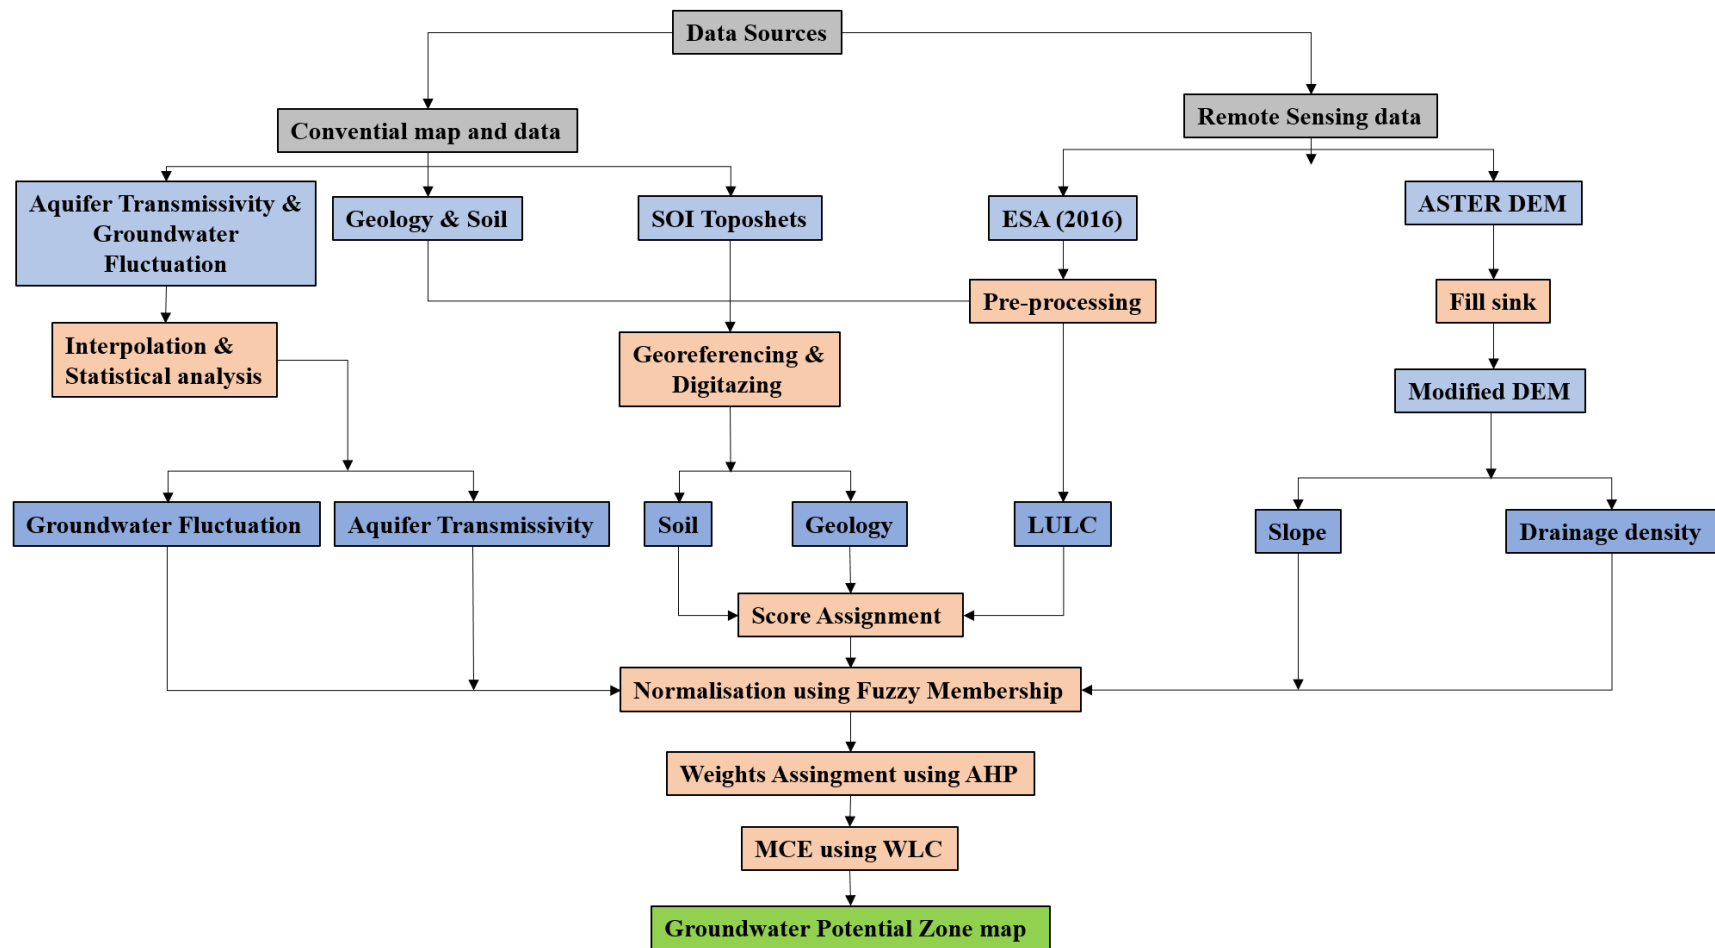 Data Sources
Convential map and data
Remote Sensing data
Aquifer Transmissivity &
Groundwater
Fluctuation
Geology & Soil
SOI Toposhets
ESA (2016)
ASTER DEM
Pre-processing
Fill sink
Interpolation &
Statistical analysis
Georeferencing &
Digitazing
Modified DEM
Groundwater Fluctuation
Aquifer Transmissivity
Soil
Geology
LULC
Slope
Drainage density
Score Assignment
Normalisation using Fuzzy Membership
Weights Assingment using AHP
MCE using WLC
Groundwater Potential Zone map